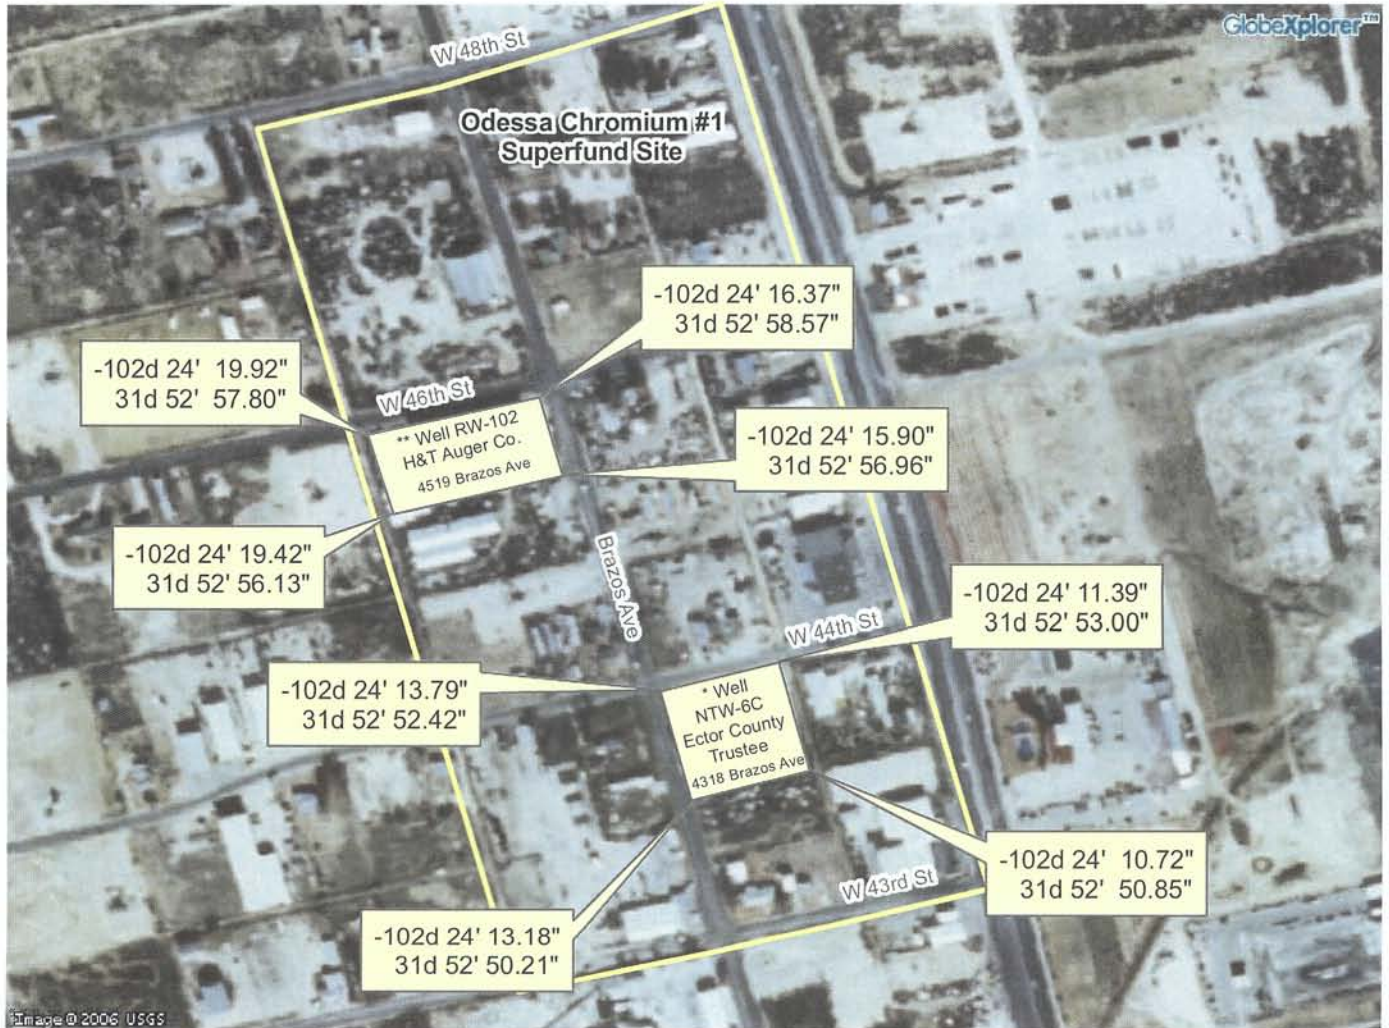 GlobeXplorer™
W 48th St
Odessa Chromium #1
Superfund Site
-102d 24' 16.37"
31d 52' 58.57"
-102d 24' 19.92"
31d 52' 57.80"
W 46th St
** Well RW-102
H&T Auger Co.
4519 Brazos Ave
-102d 24' 15.90"
31d 52' 56.96"
-102d 24' 19.42"
31d 52' 56.13"
Brazos Ave
-102d 24' 11.39"
31d 52' 53.00"
W 44th St
-102d 24' 13.79"
31d 52' 52.42"
* Well
NTW-6C
Ector County
Trustee
4318 Brazos Ave
-102d 24' 10.72"
31d 52' 50.85"
W 43rd St
-102d 24' 13.18"
31d 52' 50.21"
Image © 2006 USGS